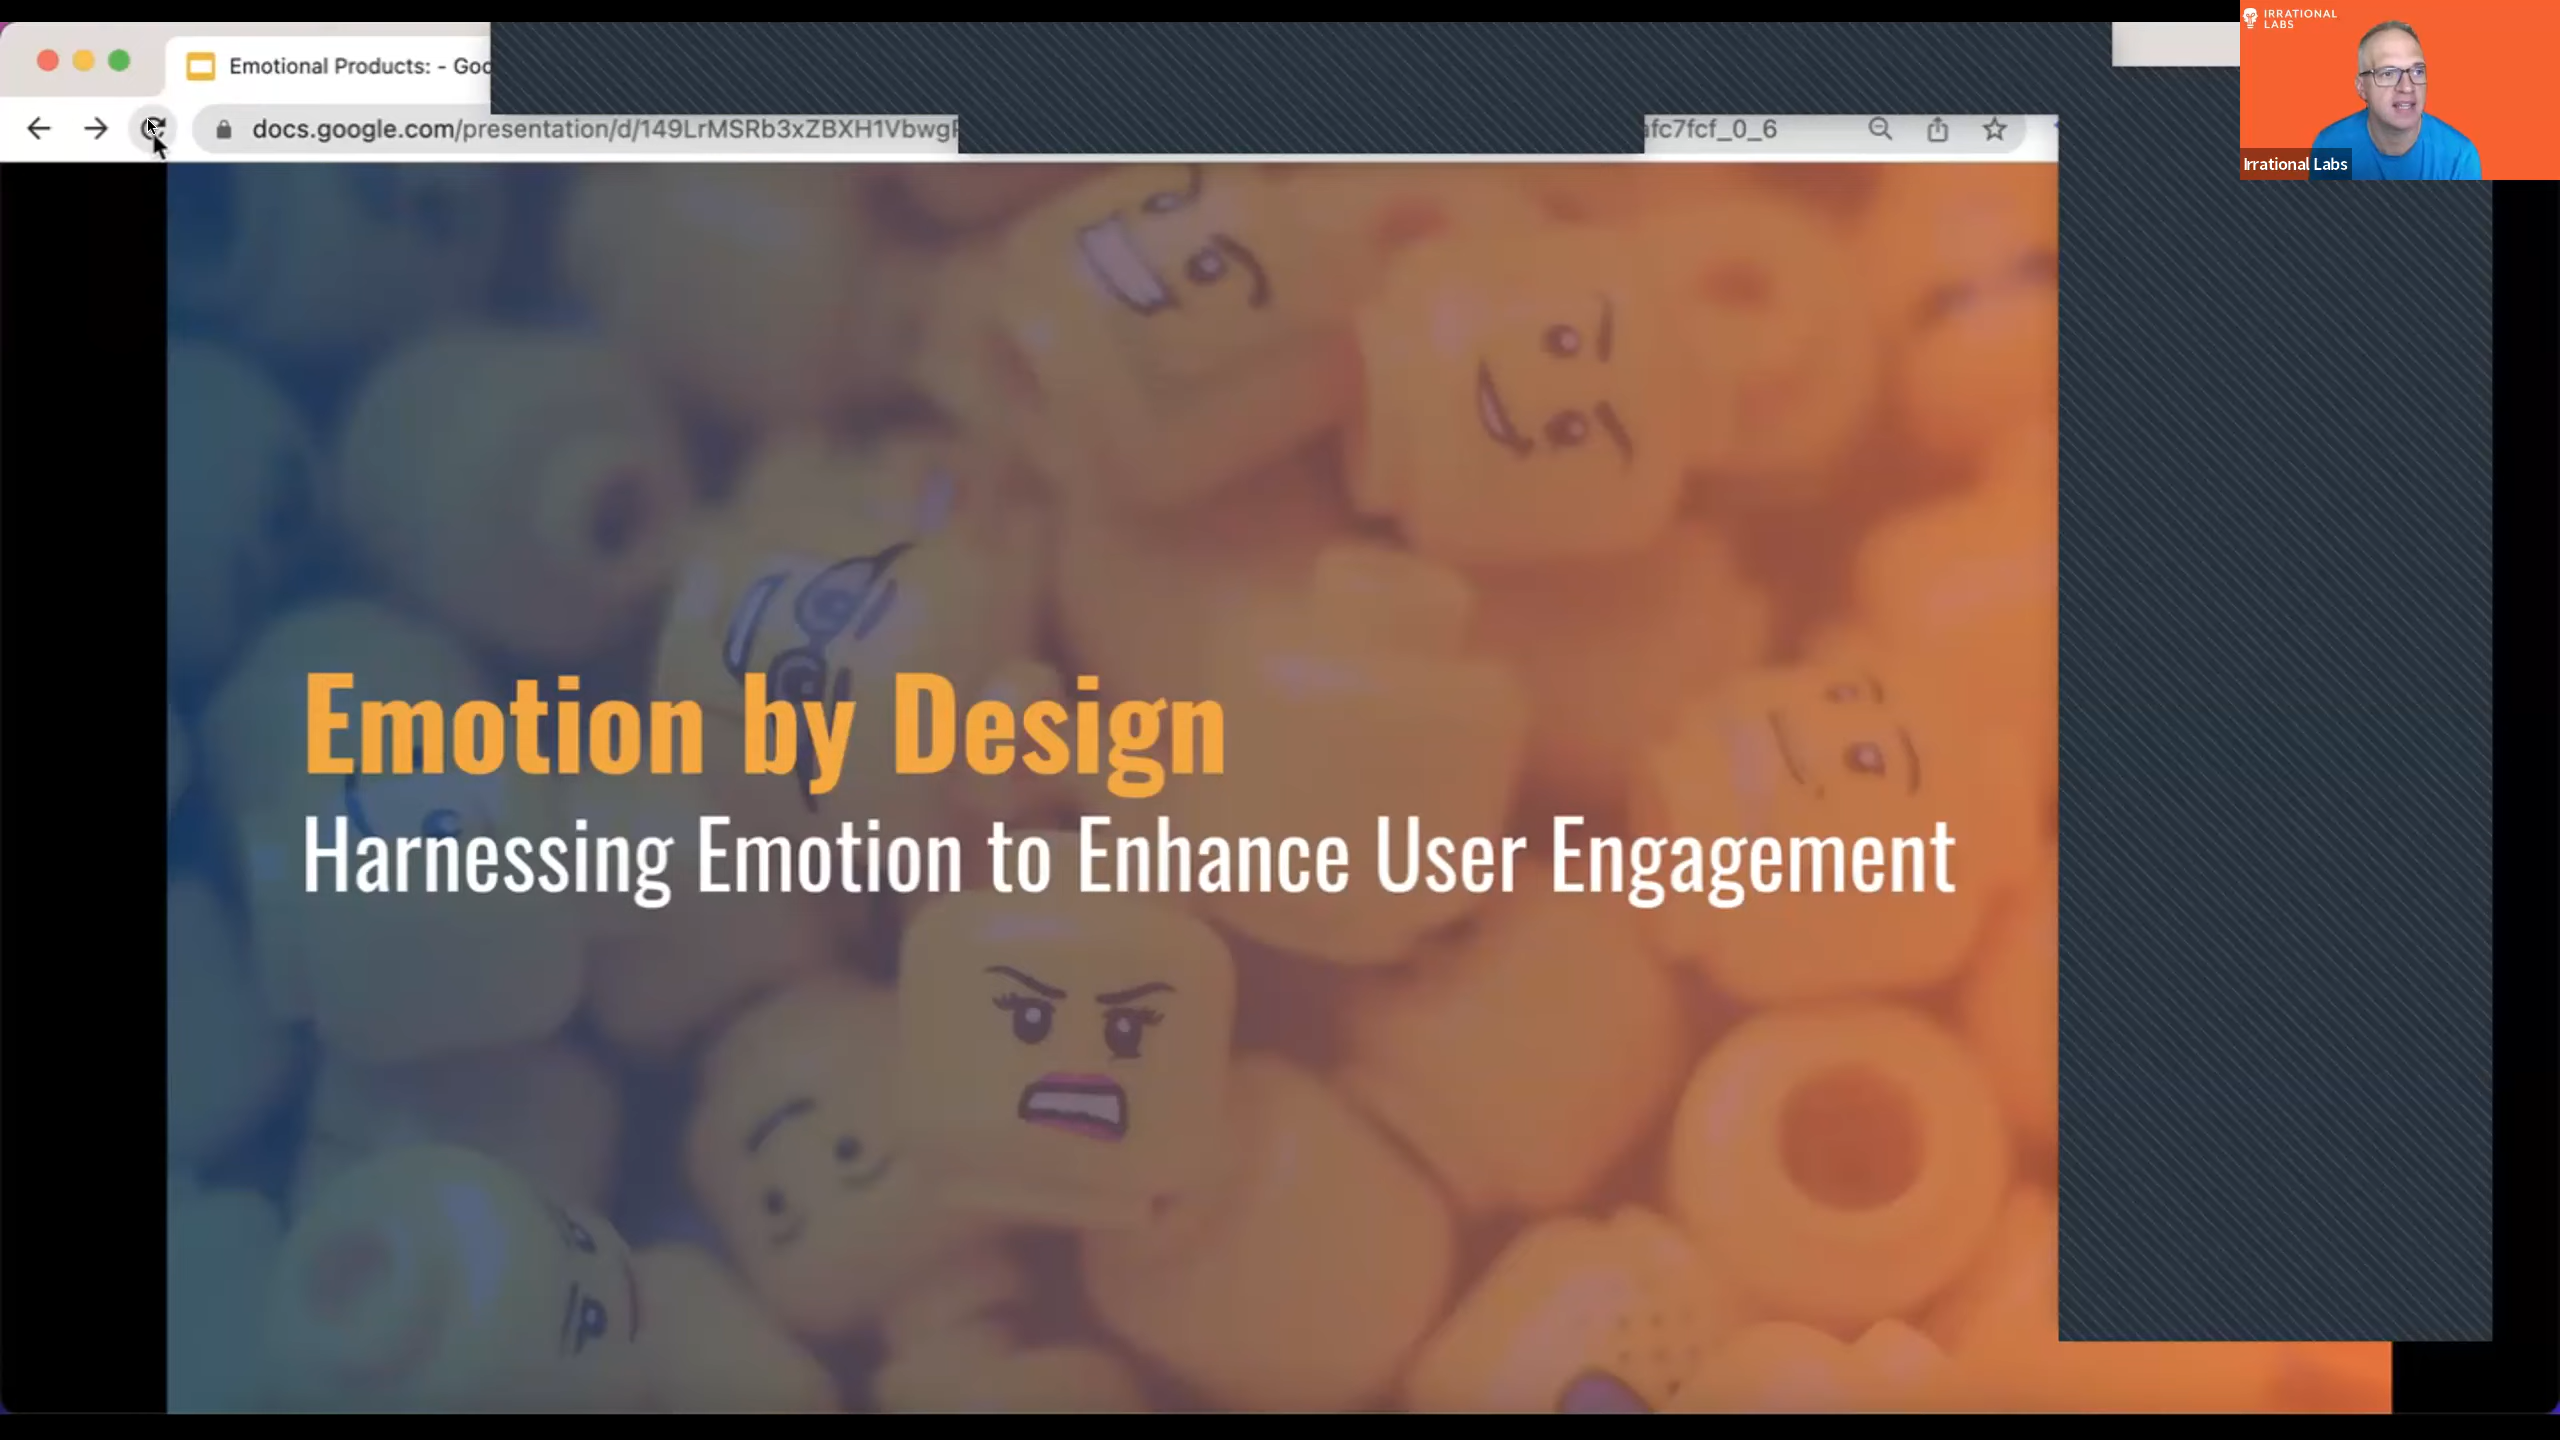 IRRATIONAL
LABS
Emotional Products: - Goo
docs.google.com/presentation/d/149LrMSRb3xZBXH1Vbwg
fc7fcf_0_6
Irrational Labs
Emotion by Design
Harnessing Emotion to Enhance User Engagement